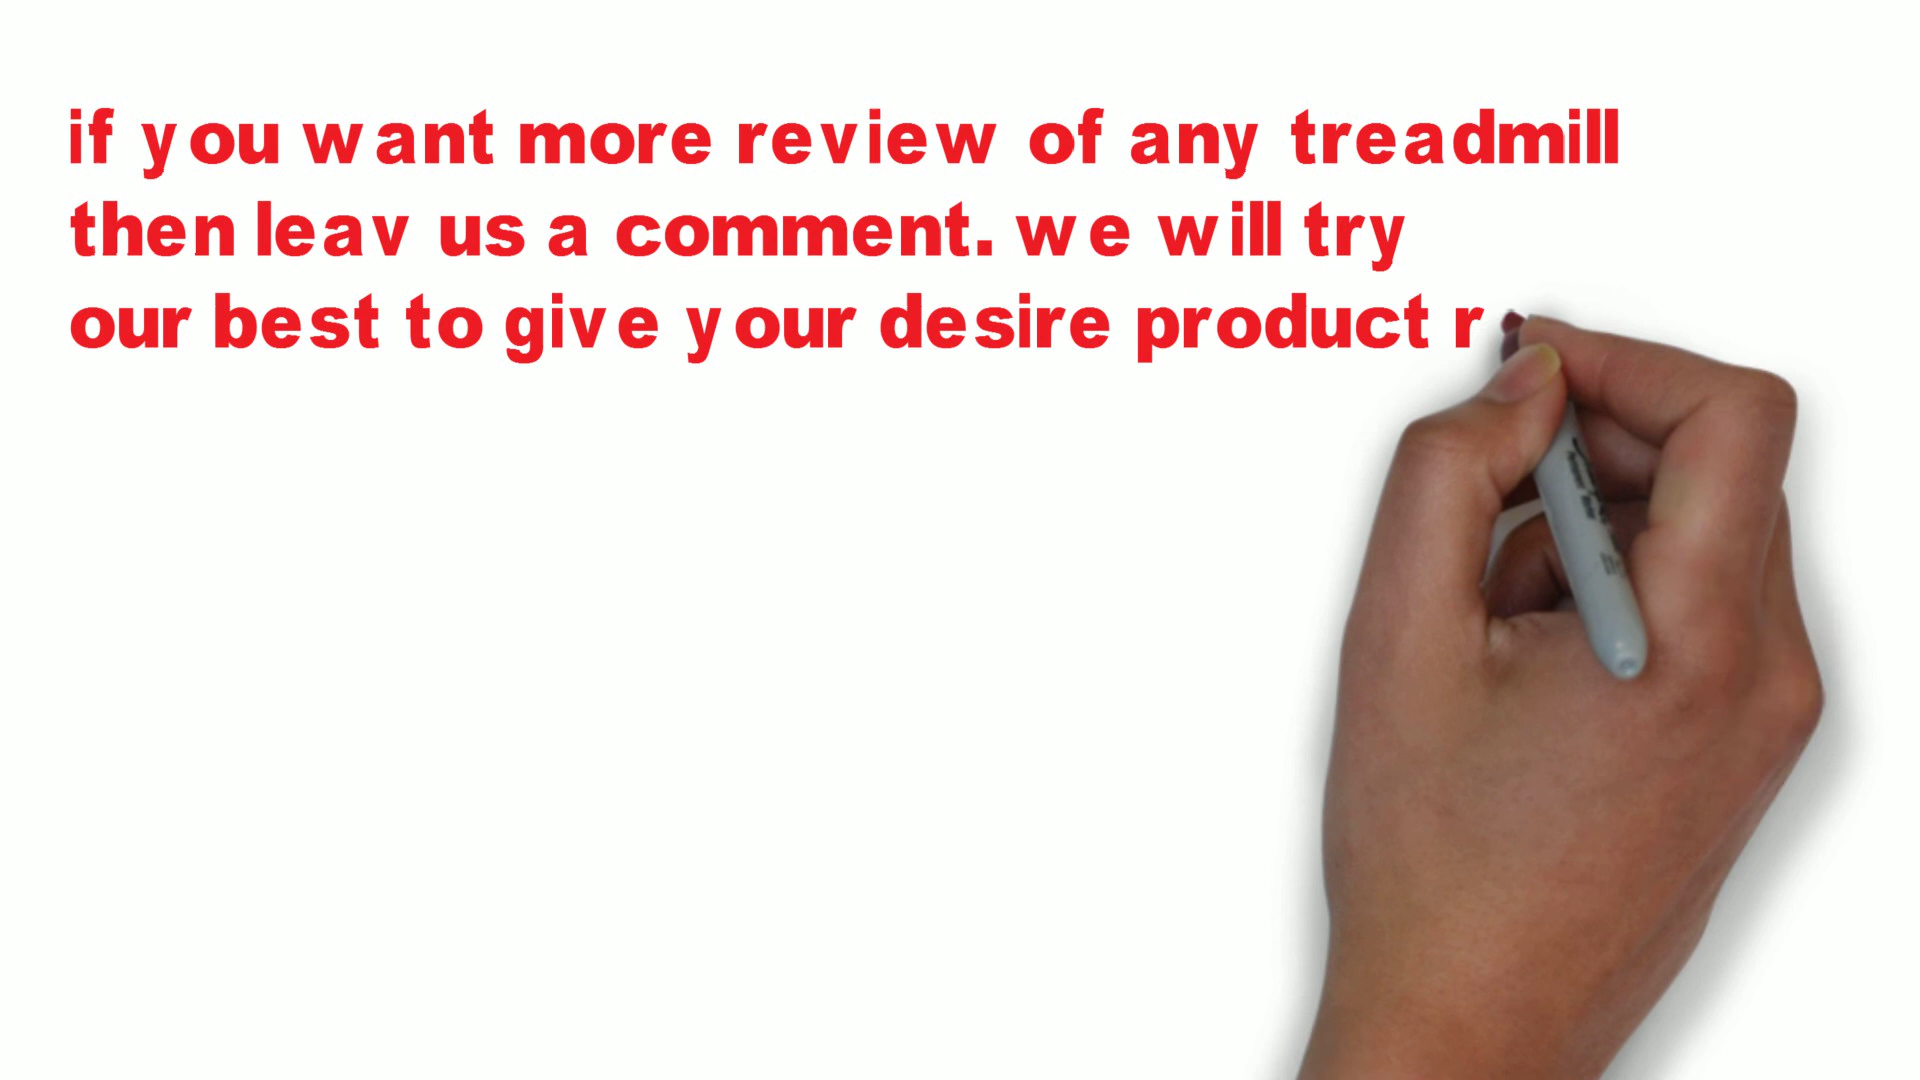 if you want more review of any treadmill
then leav us a comment. we will try
our best to give your desire product r